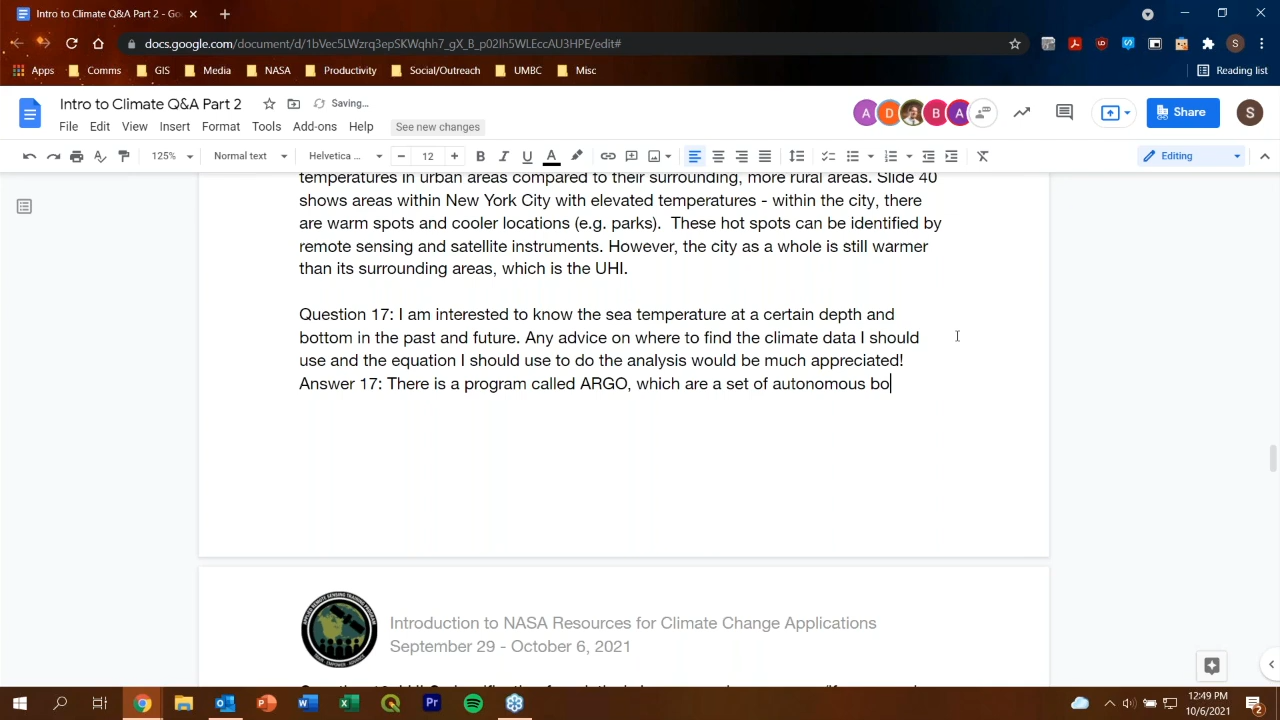 Intro to Climate Q&A Part 2 - Go
docs.google.com/document/d/1bVec5LWzrq3epSKWqhh7_gX_B_p02Ih5WLEccAU3HPE/edit#
S
Apps Comms GIS Media NASA Productivity Social/Outreach UMBC Misc Reading list
Intro to Climate Q&A Part 2 Saving...
File Edit View Insert Format Tools Add-ons Help See new changes
A D B A Share S
125% Normal text Helvetica ... 12 B I U A Editing
temperatures in urban areas compared to their surrounding, more rural areas. Slide 40
shows areas within New York City with elevated temperatures - within the city, there
are warm spots and cooler locations (e.g. parks). These hot spots can be identified by
remote sensing and satellite instruments. However, the city as a whole is still warmer
than its surrounding areas, which is the UHI.
Question 17: I am interested to know the sea temperature at a certain depth and
bottom in the past and future. Any advice on where to find the climate data I should
use and the equation I should use to do the analysis would be much appreciated!
Answer 17: There is a program called ARGO, which are a set of autonomous bo
Introduction to NASA Resources for Climate Change Applications
September 29 - October 6, 2021
12:49 PM
10/6/2021
2